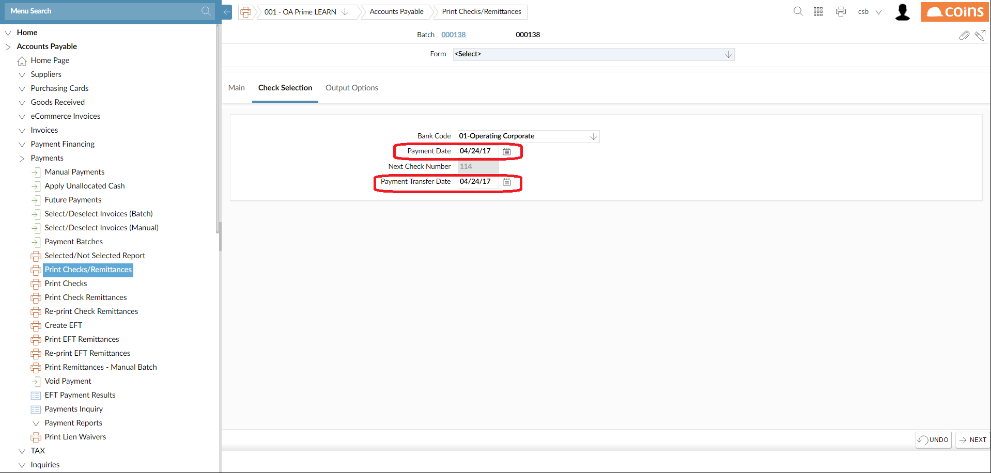 Menu Search
001 - OA Prime LEARN
Accounts Payable
Print Checks/Remittances
csb
coins
Home
Accounts Payable
Home Page
Suppliers
Purchasing Cards
Goods Received
eCommerce Invoices
Invoices
Payment Financing
Payments
Manual Payments
Apply Unallocated Cash
Future Payments
Select/Deselect Invoices (Batch)
Select/Deselect Invoices (Manual)
Payment Batches
Selected/Not Selected Report
Print Checks/Remittances
Print Checks
Print Check Remittances
Re-print Check Remittances
Create EFT
Print EFT Remittances
Re-print EFT Remittances
Print Remittances - Manual Batch
Void Payment
EFT Payment Results
Payments Inquiry
Payment Reports
Print Lien Waivers
TAX
Inquiries
Batch 000138 000138
Form <Select>
Main Check Selection Output Options
Bank Code 01-Operating Corporate
Payment Date 04/24/17
Next Check Number 114
Payment Transfer Date 04/24/17
UNDO NEXT